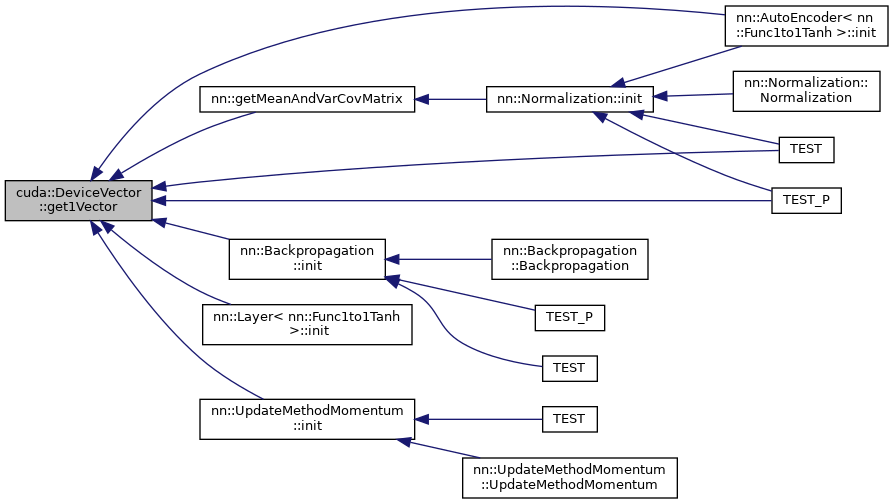 nn::AutoEncoder< nn
::Func1to1Tanh >::init
nn::getMeanAndVarCovMatrix
nn::Normalization::init
nn::Normalization::
Normalization
TEST
cuda::DeviceVector
::get1Vector
TEST_P
nn::Backpropagation
::init
nn::Backpropagation
::Backpropagation
nn::Layer< nn::Func1to1Tanh
>::init
TEST_P
TEST
nn::UpdateMethodMomentum
::init
TEST
nn::UpdateMethodMomentum
::UpdateMethodMomentum